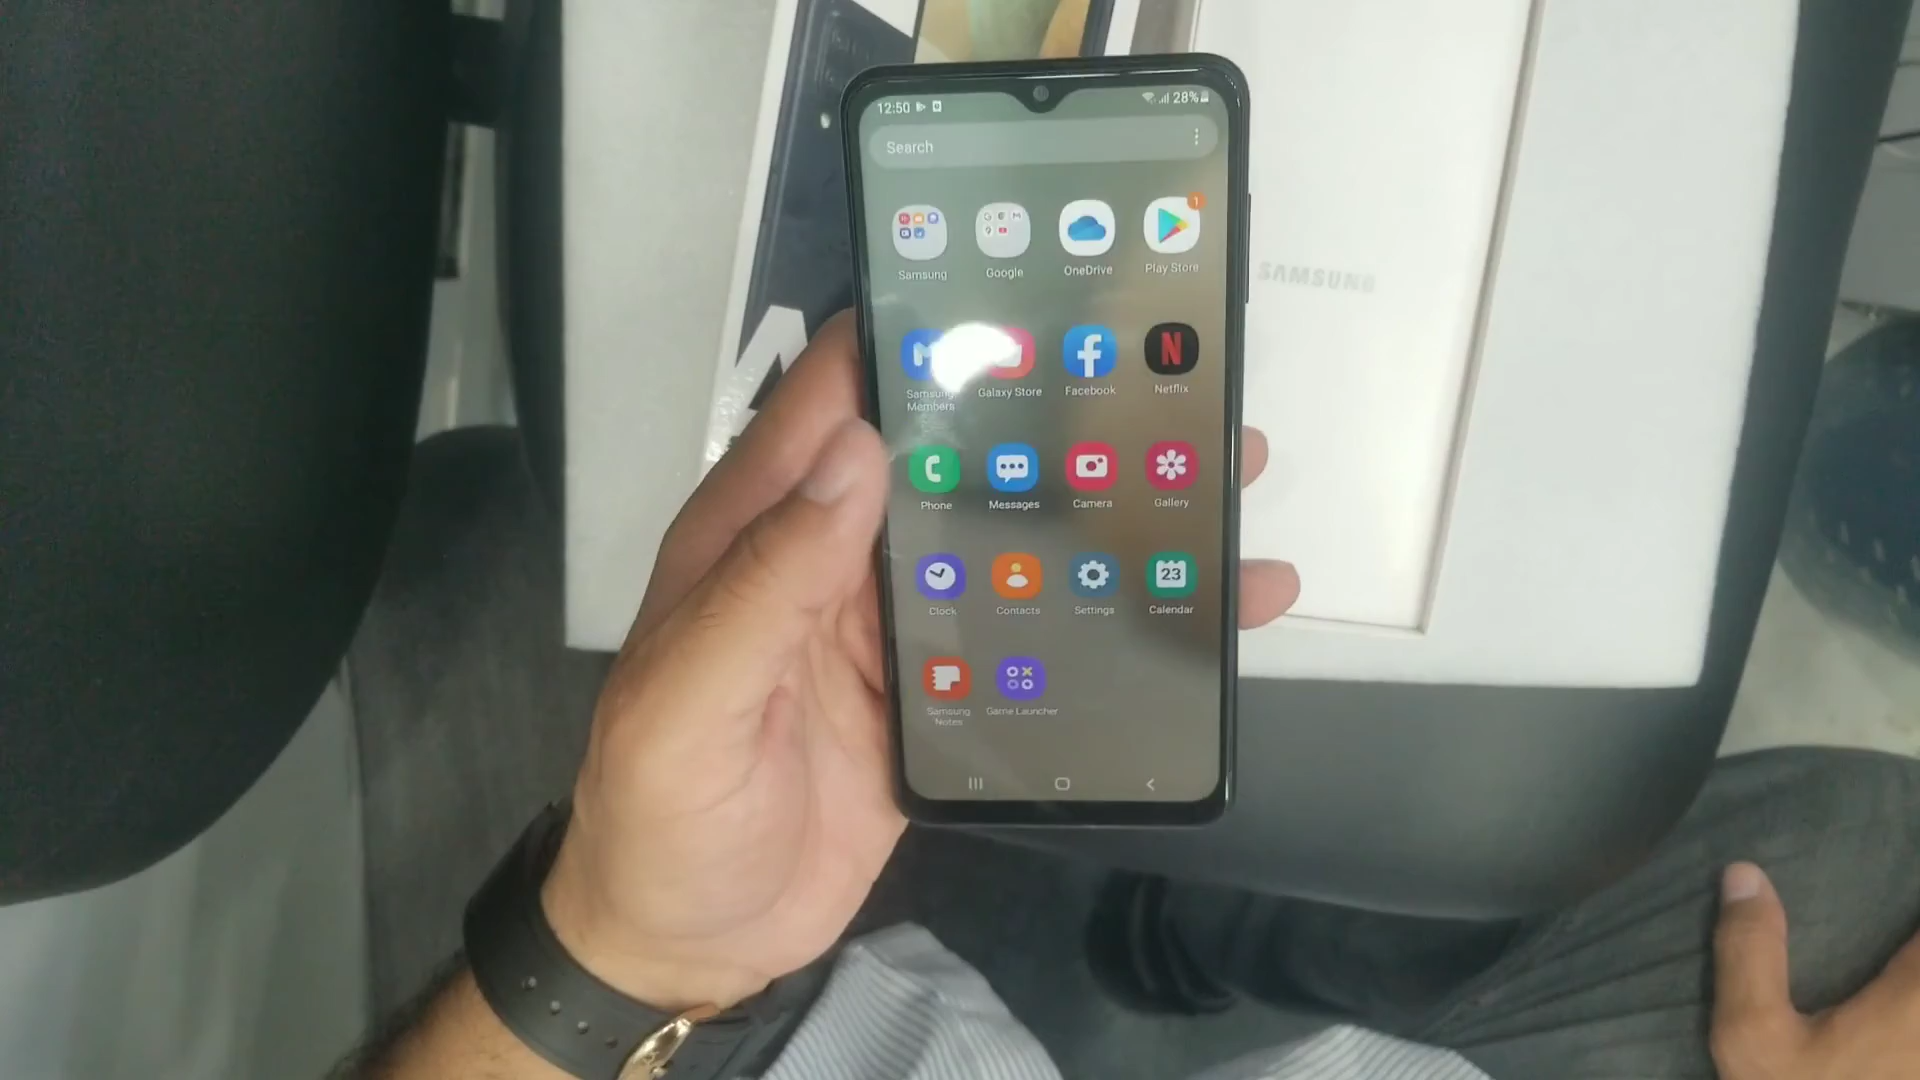 12:50
28%
Search
1
Samsung
Google
OneDrive
Play Store
SAMSUNG
N
Samsung
Members
Galaxy Store
Facebook
Netflix
A
Phone
Messages
Camera
Gallery
23
Clock
Contacts
Settings
Calendar
Samsung
Notes
Game Launcher